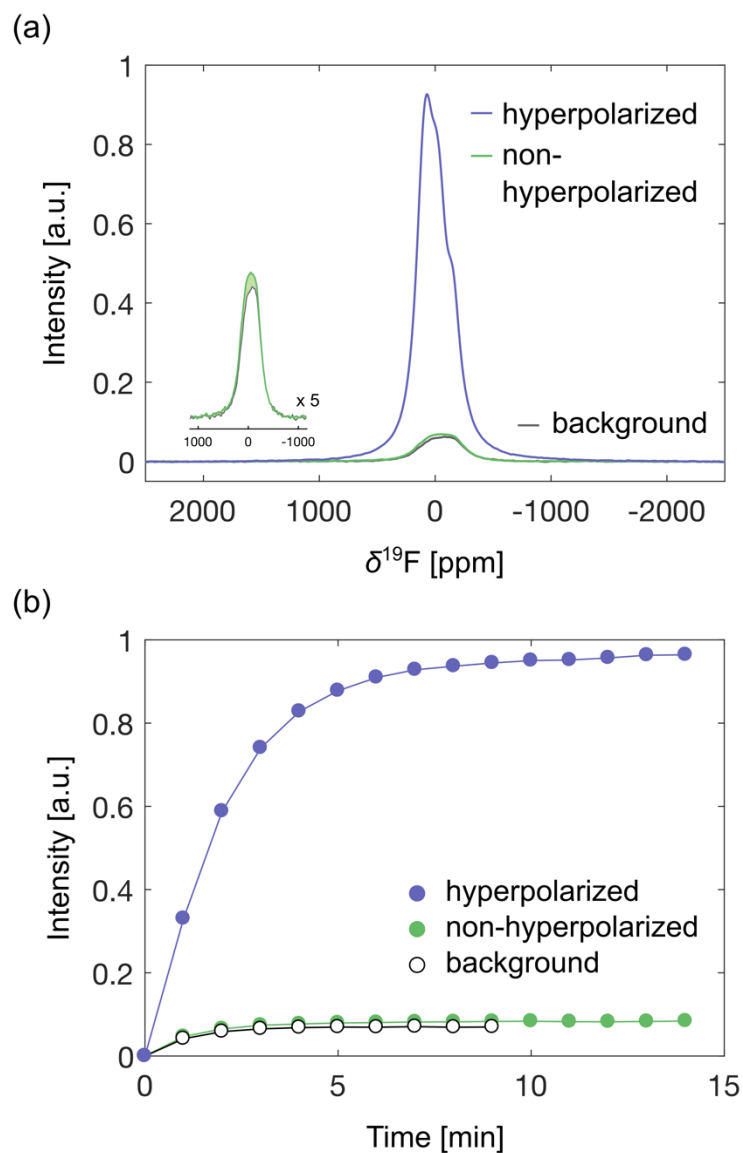 (a)
1
0.8
0.6
0.4
0.2
0
Intensity [a.u.]
hyperpolarized
non-
hyperpolarized
background
x 5
1000 0 -1000
2000 1000 0 -1000 -2000
δ¹⁹F [ppm]
(b)
1
0.8
0.6
0.4
0.2
0
Intensity [a.u.]
hyperpolarized
non-hyperpolarized
background
0 5 10 15
Time [min]